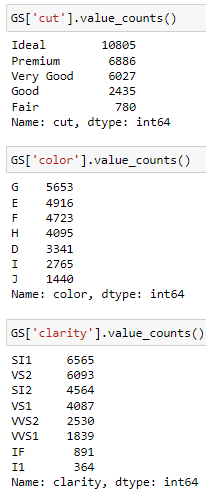 GS['cut'].value_counts()
Ideal 10805
Premium 6886
Very Good 6027
Good 2435
Fair 780
Name: cut, dtype: int64
GS['color'].value_counts()
G 5653
E 4916
F 4723
H 4095
D 3341
I 2765
J 1440
Name: color, dtype: int64
GS['clarity'].value_counts()
SI1 6565
VS2 6093
SI2 4564
VS1 4087
VVS2 2530
VVS1 1839
IF 891
I1 364
Name: clarity, dtype: int64